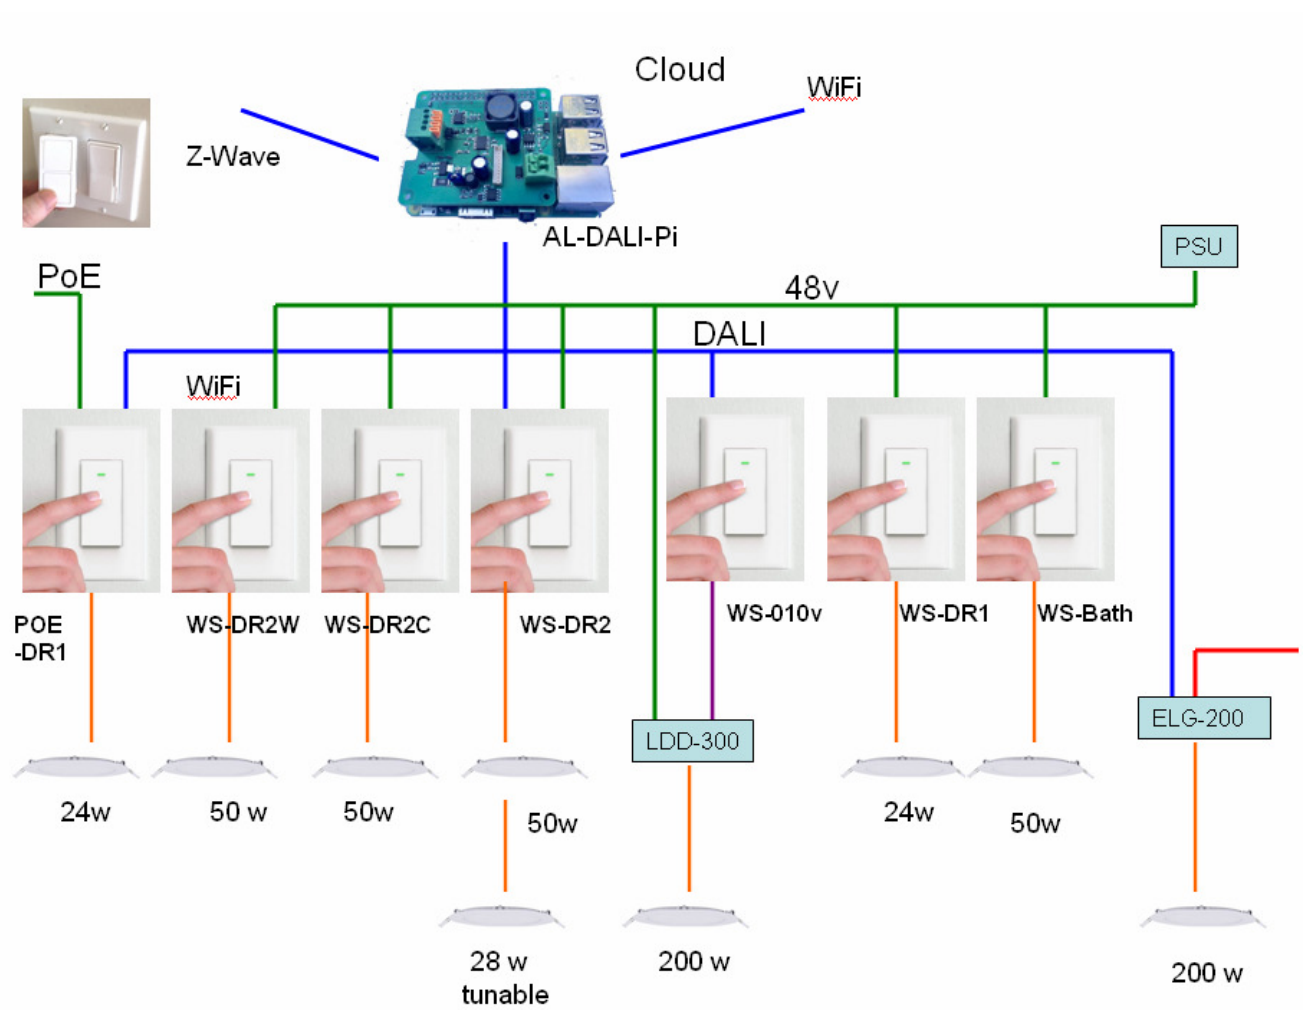 Cloud
WiFi
Z-Wave
AL-DALI-Pi
PSU
PoE
48v
DALI
WiFi
POE
-DR1
WS-DR2W
WS-DR2C
WS-DR2
WS-010v
WS-DR1
WS-Bath
ELG-200
LDD-300
24w
50 w
50w
50w
24w
50w
28 w
tunable
200 w
200 w